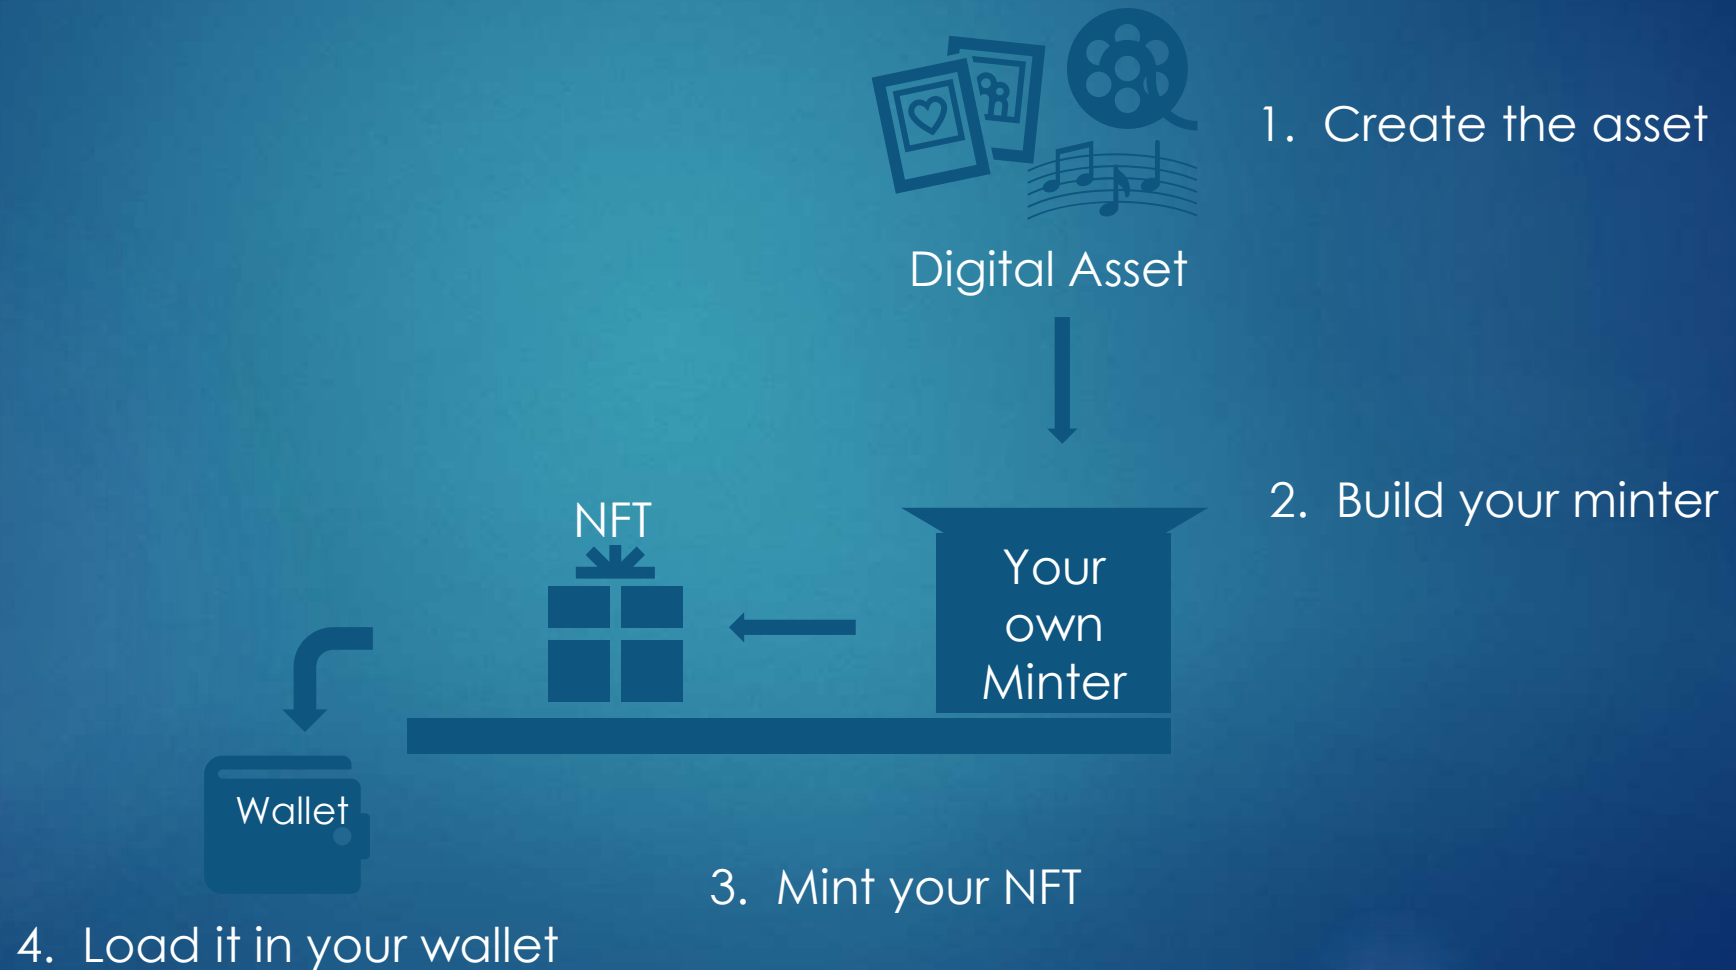 1. Create the asset
Digital Asset
2. Build your minter
NFT
Your
own
Minter
Wallet
3. Mint your NFT
4. Load it in your wallet